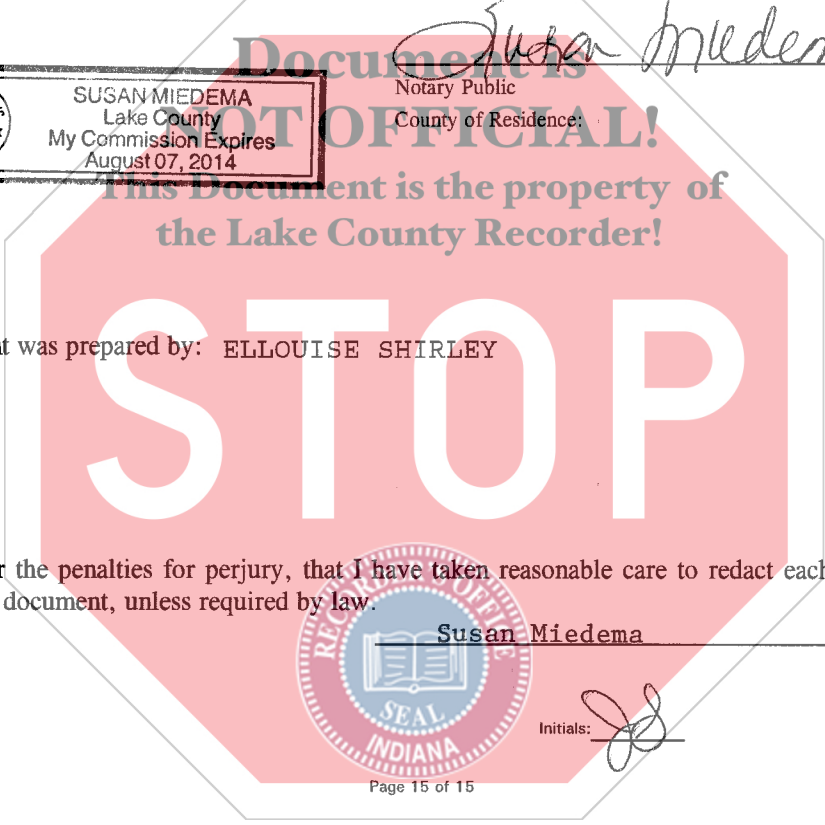 Susan Miedem
Document is
Notary Public
SUSAN MIEDEMA
Lake County
My Commission Expires
August 07, 2014
NOT OFFICIAL!
County of Residence:
This Document is the property of
the Lake County Recorder!
STOP
t was prepared by: ELLOUISE SHIRLEY
r the penalties for perjury, that I have taken reasonable care to redact each
document, unless required by law.
Susan Miedema
RECORDER'S OFFICE
SEAL
INDIANA
Initials: JS
Page 15 of 15